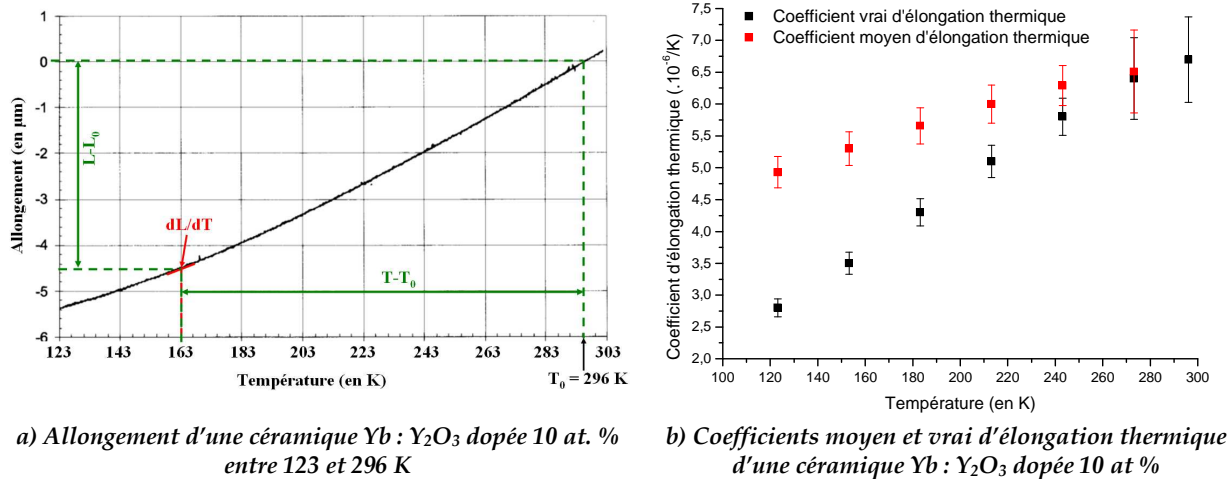 1
0
-1
-2
-3
-4
-5
-6
Allongement (en µm)
L-L₀
dL/dT
T-T₀
123 143 163 183 203 223 243 263 283 303
Température (en K)
T₀ = 296 K
a) Allongement d'une céramique Yb : Y₂O₃ dopée 10 at. %
entre 123 et 296 K
7,5
7,0
6,5
6,0
5,5
5,0
4,5
4,0
3,5
3,0
2,5
2,0
Coefficient d'élongation thermique (.10⁻⁶/K)
Coefficient vrai d'élongation thermique
Coefficient moyen d'élongation thermique
100 120 140 160 180 200 220 240 260 280 300
Température (en K)
b) Coefficients moyen et vrai d'élongation thermique
d'une céramique Yb : Y₂O₃ dopée 10 at %